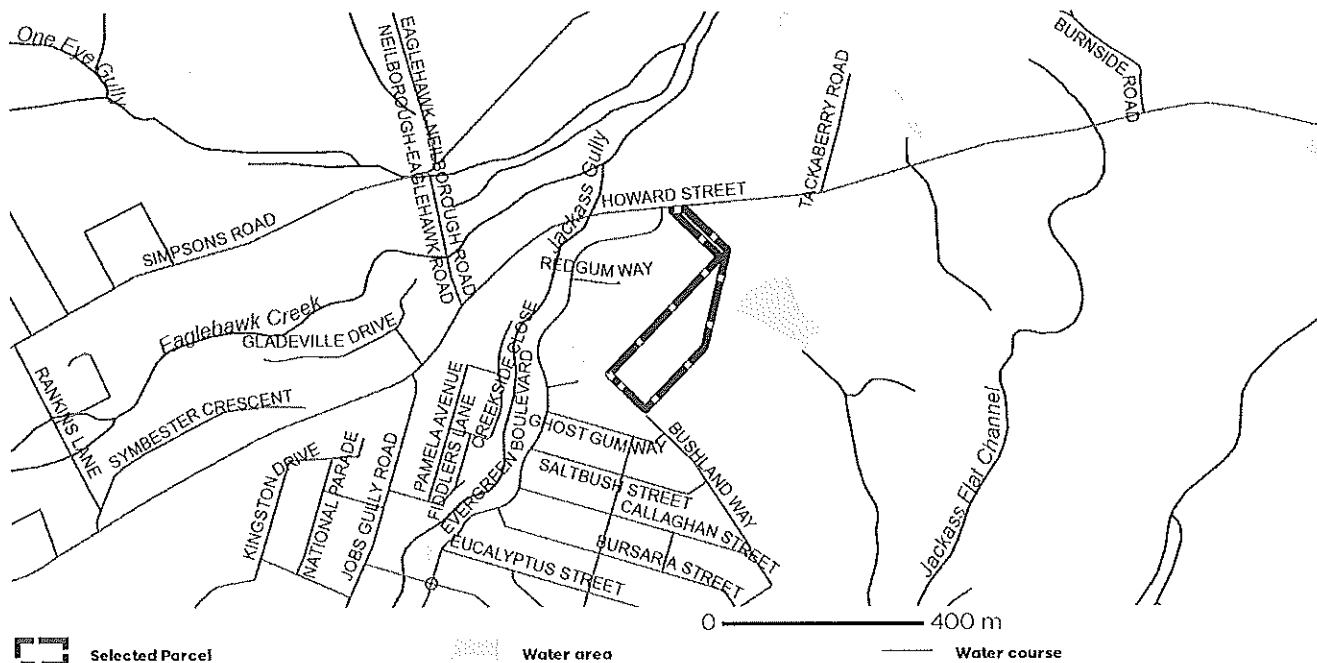 One Eye Gully
EAGLEHAWK-NEILBOROUGH ROAD
NEILBOROUGH-EAGLEHAWK ROAD
BURNSIDE ROAD
TACKABERRY ROAD
Jackass Gully
HOWARD STREET
SIMPSONS ROAD
REDGUM WAY
Eaglehawk Creek
GLADEVILLE DRIVE
RANKINS LANE
SYMBESTER CRESCENT
PAMELA AVENUE
FIDDLERS LANE
CREEKSIDE CLOSE
EVERGREEN BOULEVARD
GHOST GUM WAY
BUSHLAND WAY
SALTBUSH STREET
CALLAGHAN STREET
Jackass Flat Channel
KINGSTON DRIVE
NATIONAL PARADE
JOBS GULLY ROAD
EUCALYPTUS STREET
BURSARIA STREET
0 400 m
Selected Parcel
Water area
Water course